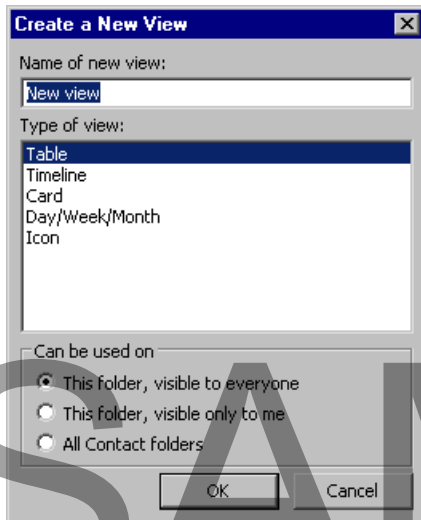 Create a New View
Name of new view:
New view
Type of view:
Table
Timeline
Card
Day/Week/Month
Icon
Can be used on
This folder, visible to everyone
This folder, visible only to me
All Contact folders
OK
Cancel